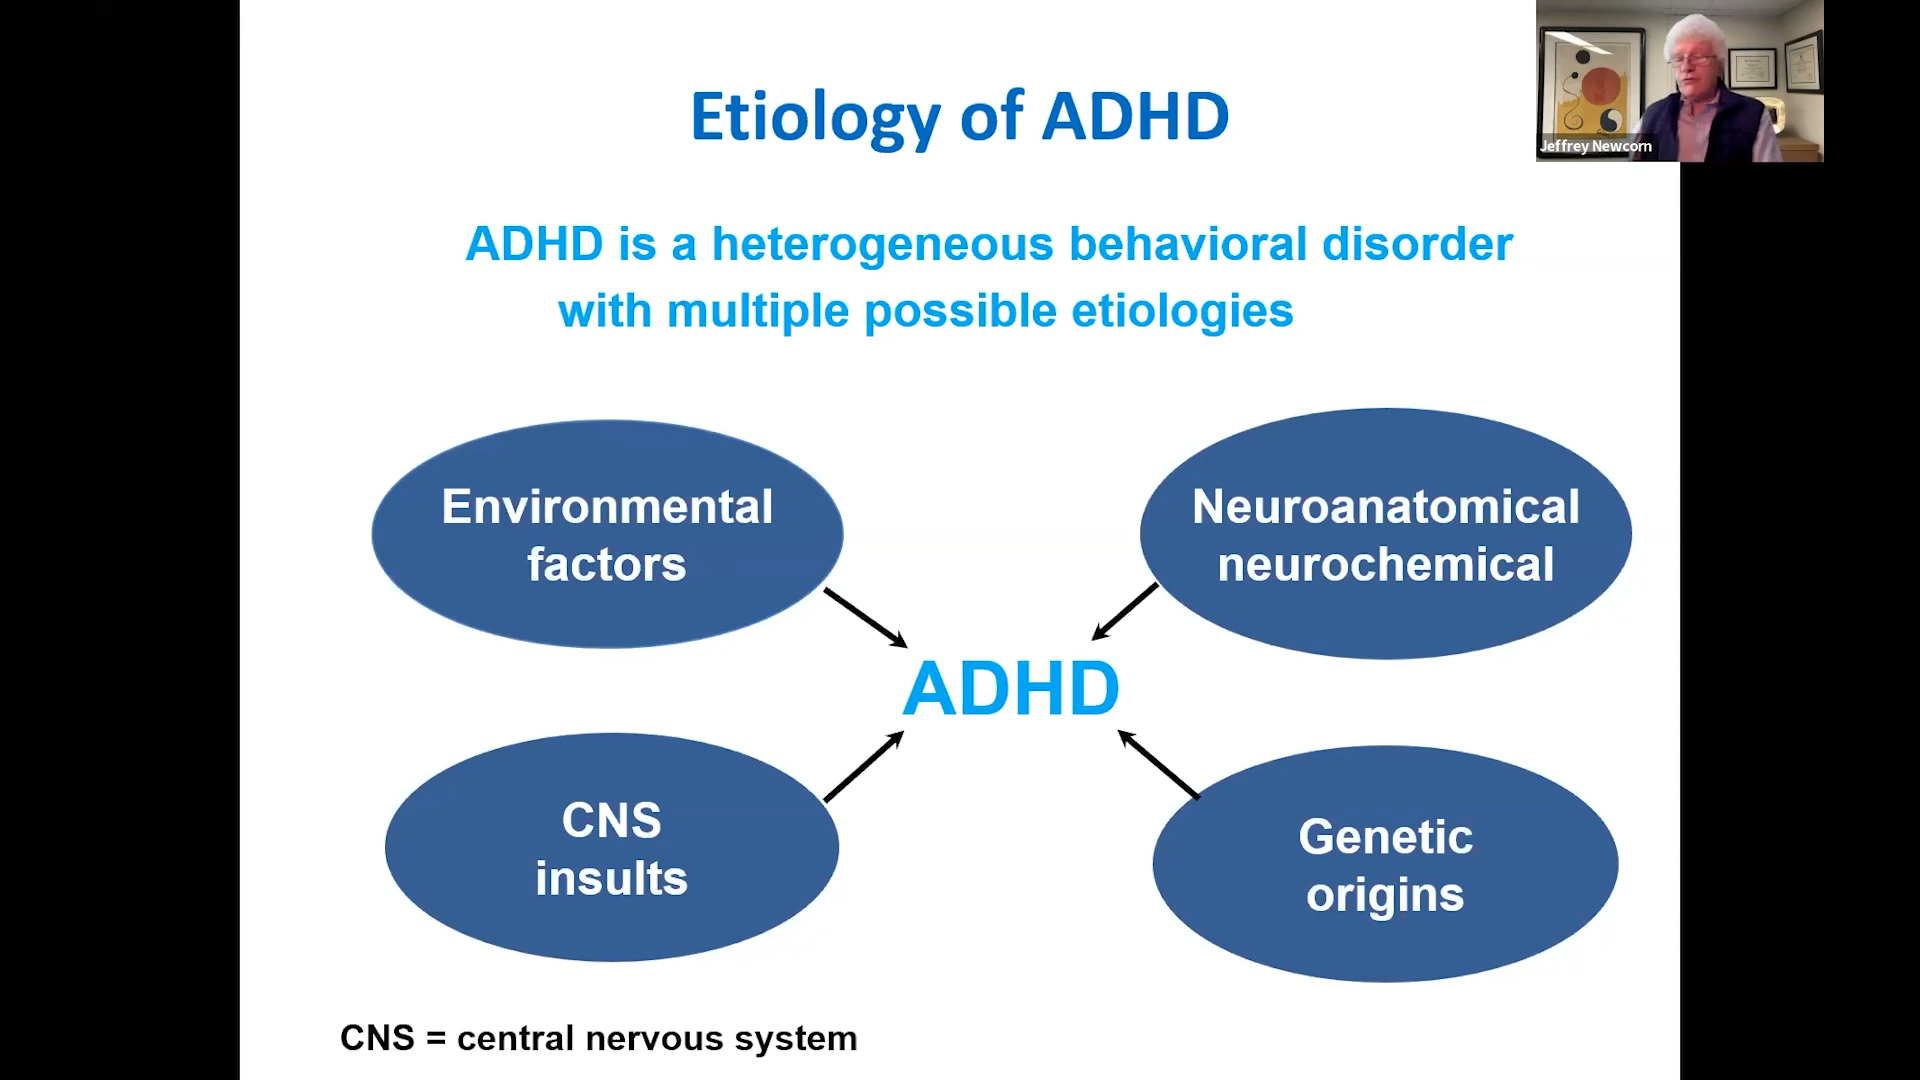 Etiology of ADHD
Jeffrey Newcorn
ADHD is a heterogeneous behavioral disorder
with multiple possible etiologies
Environmental
factors
Neuroanatomical
neurochemical
ADHD
CNS
insults
Genetic
origins
CNS = central nervous system